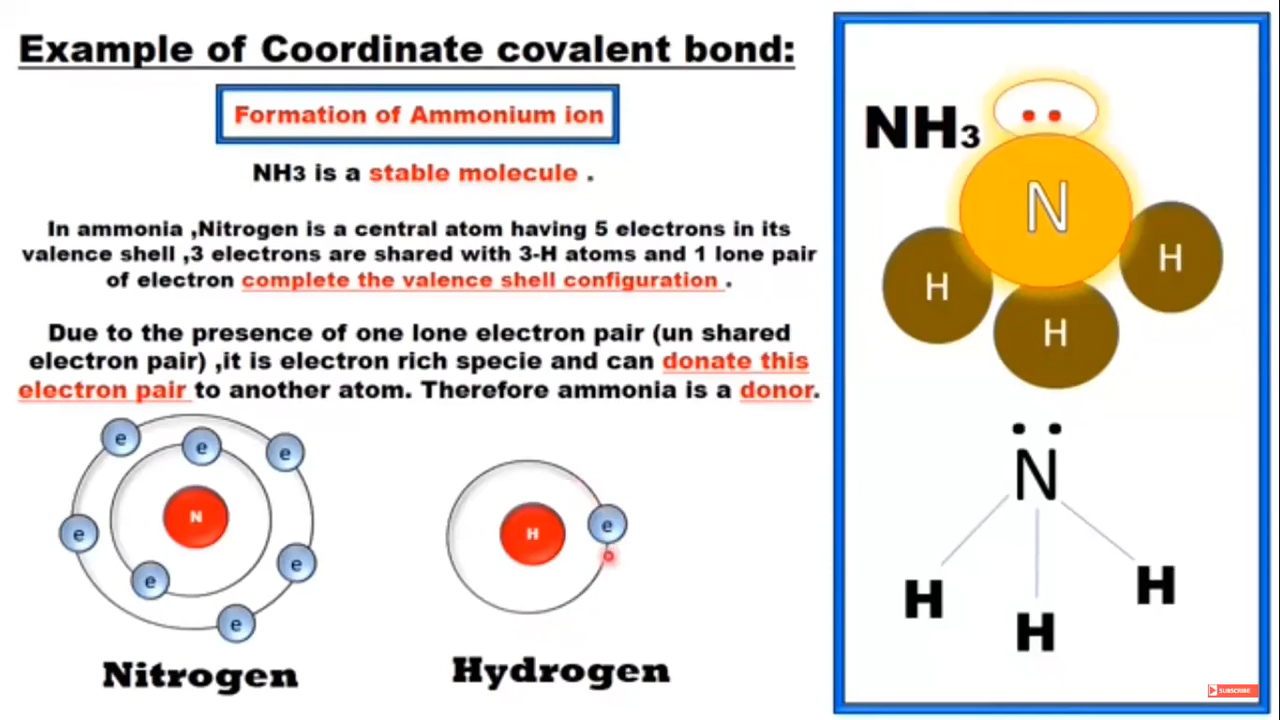 Example of Coordinate covalent bond:
Formation of Ammonium ion
NH3 is a stable molecule .
In ammonia ,Nitrogen is a central atom having 5 electrons in its
valence shell ,3 electrons are shared with 3-H atoms and 1 lone pair
of electron complete the valence shell configuration .
Due to the presence of one lone electron pair (un shared
electron pair) ,it is electron rich specie and can donate this
electron pair to another atom. Therefore ammonia is a donor.
e
e
e
N
e
e
e
e
Nitrogen
H
e
Hydrogen
NH₃
N
H
H
H
N
H
H
H
SUBSCRIBE